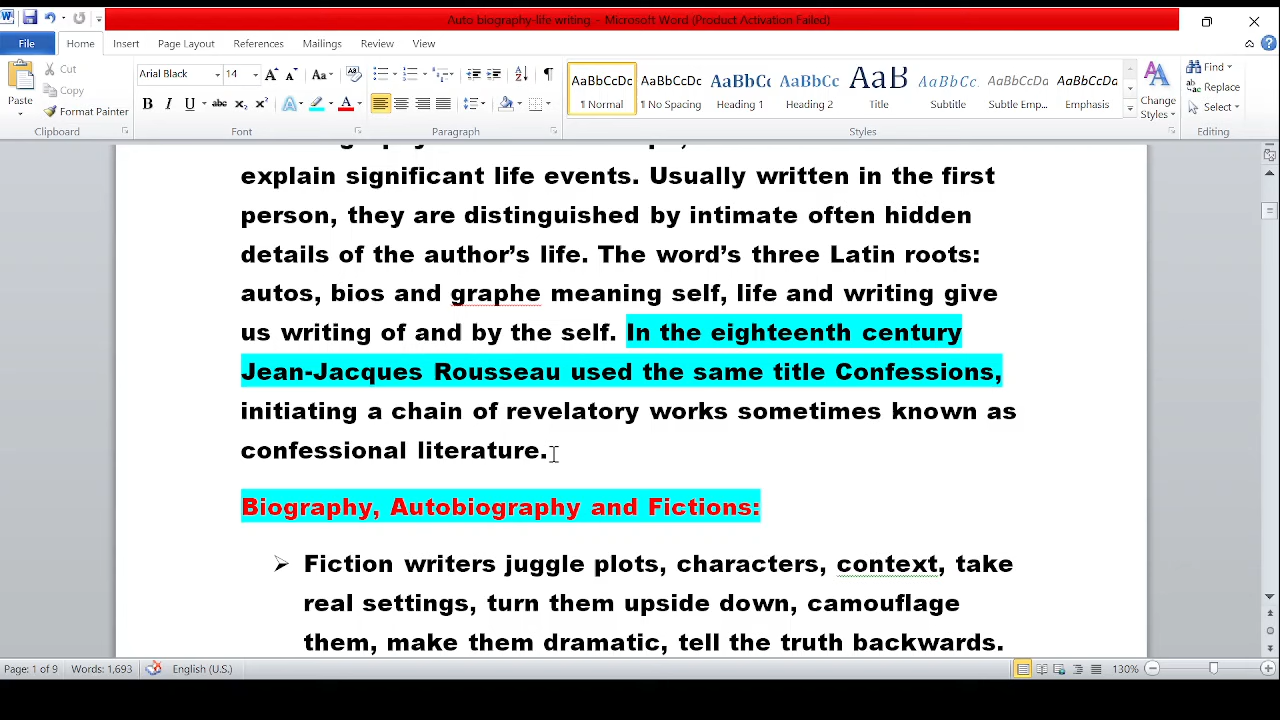 Auto biography-life writing - Microsoft Word (Product Activation Failed)
File Home Insert Page Layout References Mailings Review View
Cut
Copy
Format Painter
Paste
Clipboard
Arial Black 14
Font
Paragraph
AaBbCcDc AaBbCcDc AaBbCc AaBbCc AaB AaBbCc. AaBbCcDc AaBbCcDc
¶ Normal ¶ No Spacing Heading 1 Heading 2 Title Subtitle Subtle Em... Emphasis
Styles
Change Styles
Find
Replace
Select
Editing
explain significant life events. Usually written in the first
person, they are distinguished by intimate often hidden
details of the author’s life. The word’s three Latin roots:
autos, bios and graphe meaning self, life and writing give
us writing of and by the self. In the eighteenth century
Jean-Jacques Rousseau used the same title Confessions,
initiating a chain of revelatory works sometimes known as
confessional literature.
Biography, Autobiography and Fictions:
➢ Fiction writers juggle plots, characters, context, take
real settings, turn them upside down, camouflage
them, make them dramatic, tell the truth backwards.
Page: 1 of 9 Words: 1,693 English (U.S.) 130%